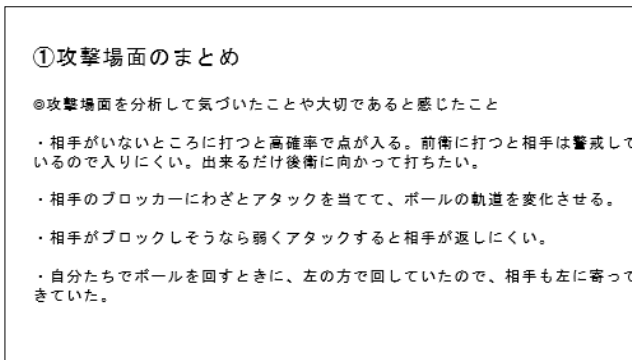 ①攻撃場面のまとめ
◎攻撃場面を分析して気づいたことや大切であると感じたこと
・相手がいないところに打つと高確率で点が入る。前衛に打つと相手は警戒して
いるので入りにくい。出来るだけ後衛に向かって打ちたい。
・相手のブロッカーにわざとアタックを当てて、ボールの軌道を変化させる。
・相手がブロックしそうなら弱くアタックすると相手が返しにくい。
・自分たちでボールを回すときに、左の方で回していたので、相手も左に寄って
きていた。